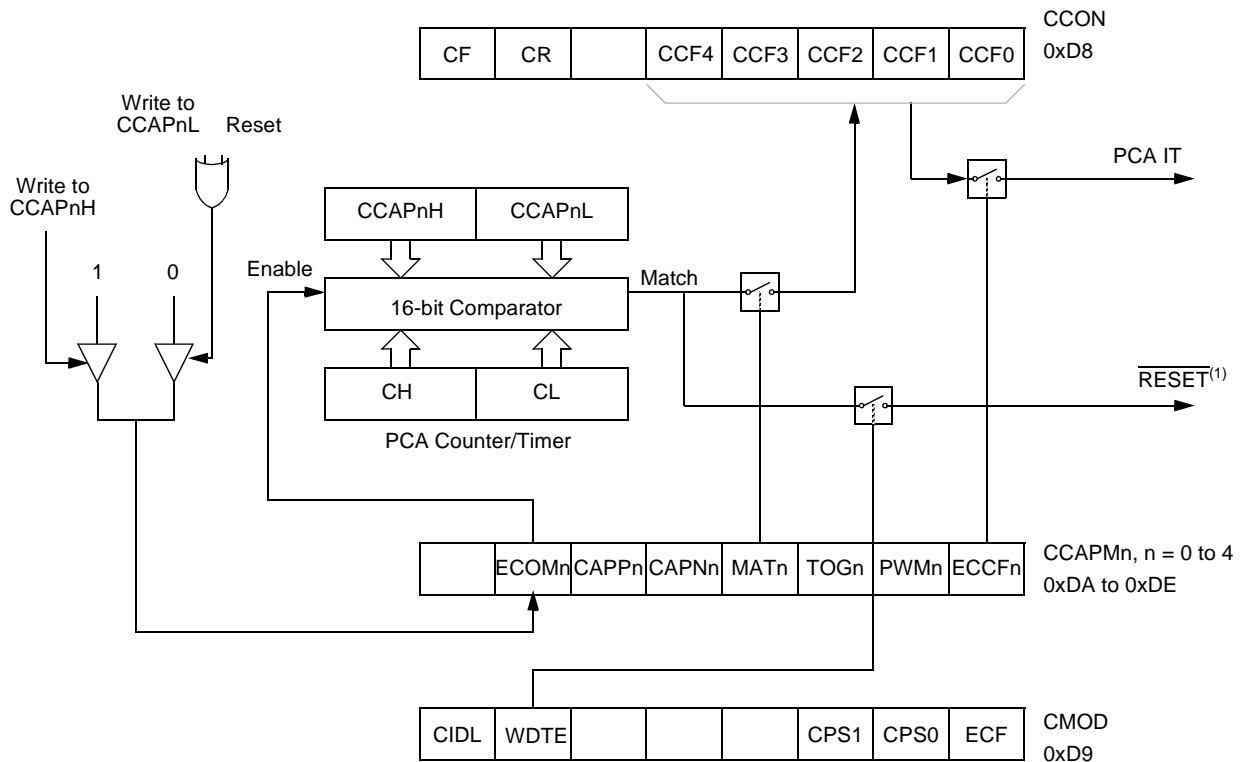 CCON
CF CR CCF4 CCF3 CCF2 CCF1 CCF0
0xD8
Write to
CCAPnL Reset
PCA IT
Write to
CCAPnH
CCAPnH CCAPnL
1 0
Enable
Match
16-bit Comparator
CH CL
RESET(1)
PCA Counter/Timer
ECOMn CAPPn CAPNn MATn TOGn PWMn ECCFn
CCAPMn, n = 0 to 4
0xDA to 0xDE
CIDL WDTE CPS1 CPS0 ECF
CMOD
0xD9